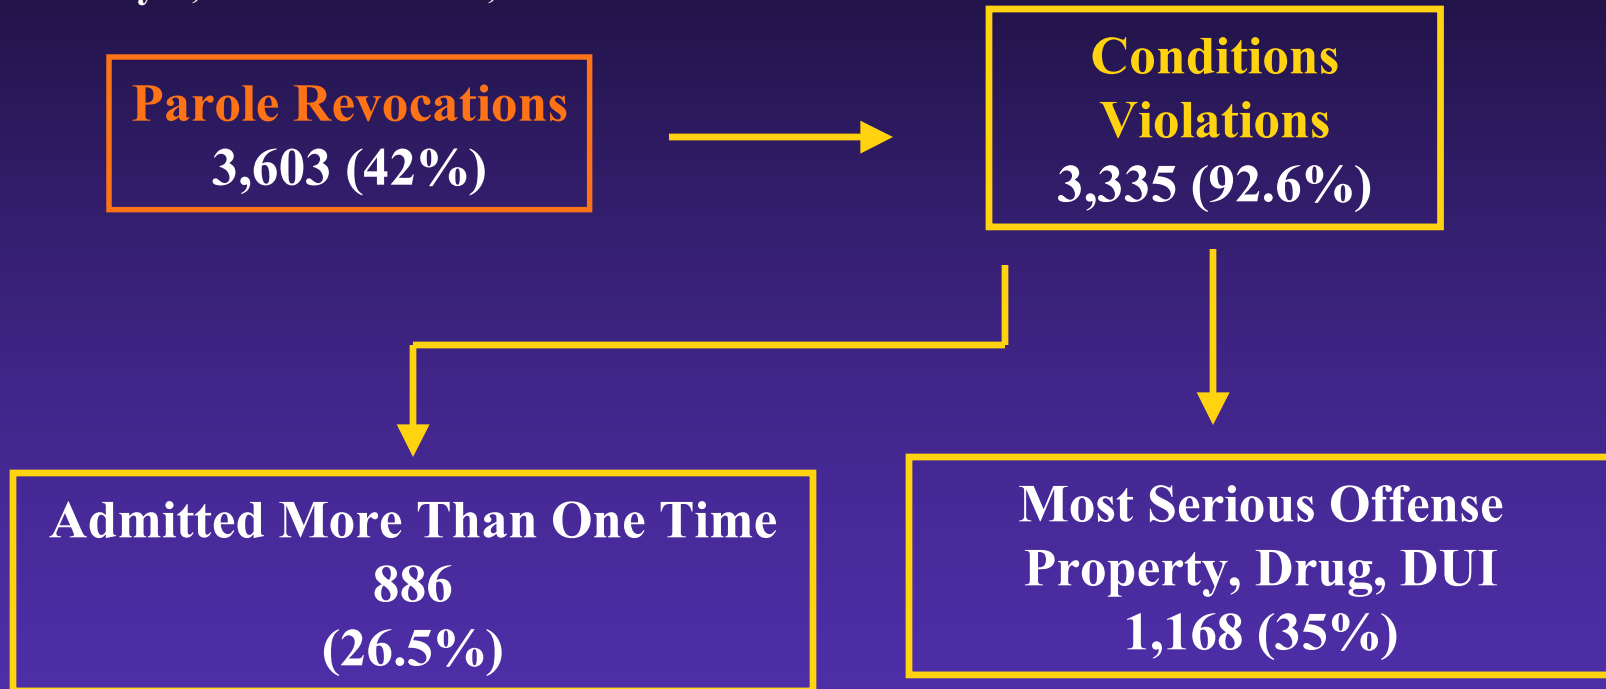 Parole Revocations
3,603 (42%)
Conditions
Violations
3,335 (92.6%)
Admitted More Than One Time
886
(26.5%)
Most Serious Offense
Property, Drug, DUI
1,168 (35%)